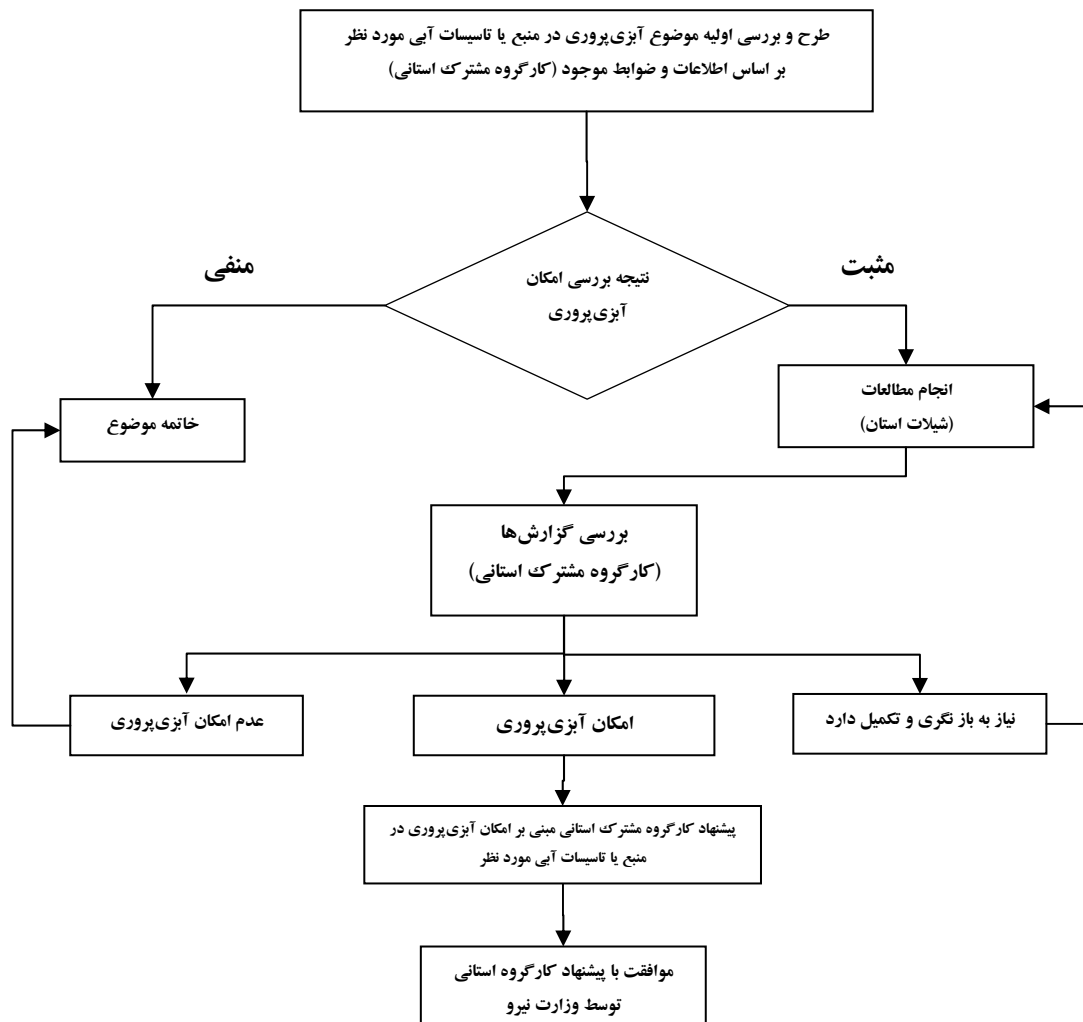 طرح و بررسی اولیه موضوع آبزی‌پروری در منبع یا تاسیسات آبی مورد نظر
بر اساس اطلاعات و ضوابط موجود (کارگروه مشترک استانی)
مثبت
منفی
نتیجه بررسی امکان
آبزی‌پروری
انجام مطالعات
(شیلات استان)
خاتمه موضوع
بررسی گزارش‌ها
(کارگروه مشترک استانی)
نیاز به باز نگری و تکمیل دارد
امکان آبزی‌پروری
عدم امکان آبزی‌پروری
پیشنهاد کارگروه مشترک استانی مبنی بر امکان آبزی‌پروری در
منبع یا تاسیسات آبی مورد نظر
موافقت با پیشنهاد کارگروه استانی
توسط وزارت نیرو